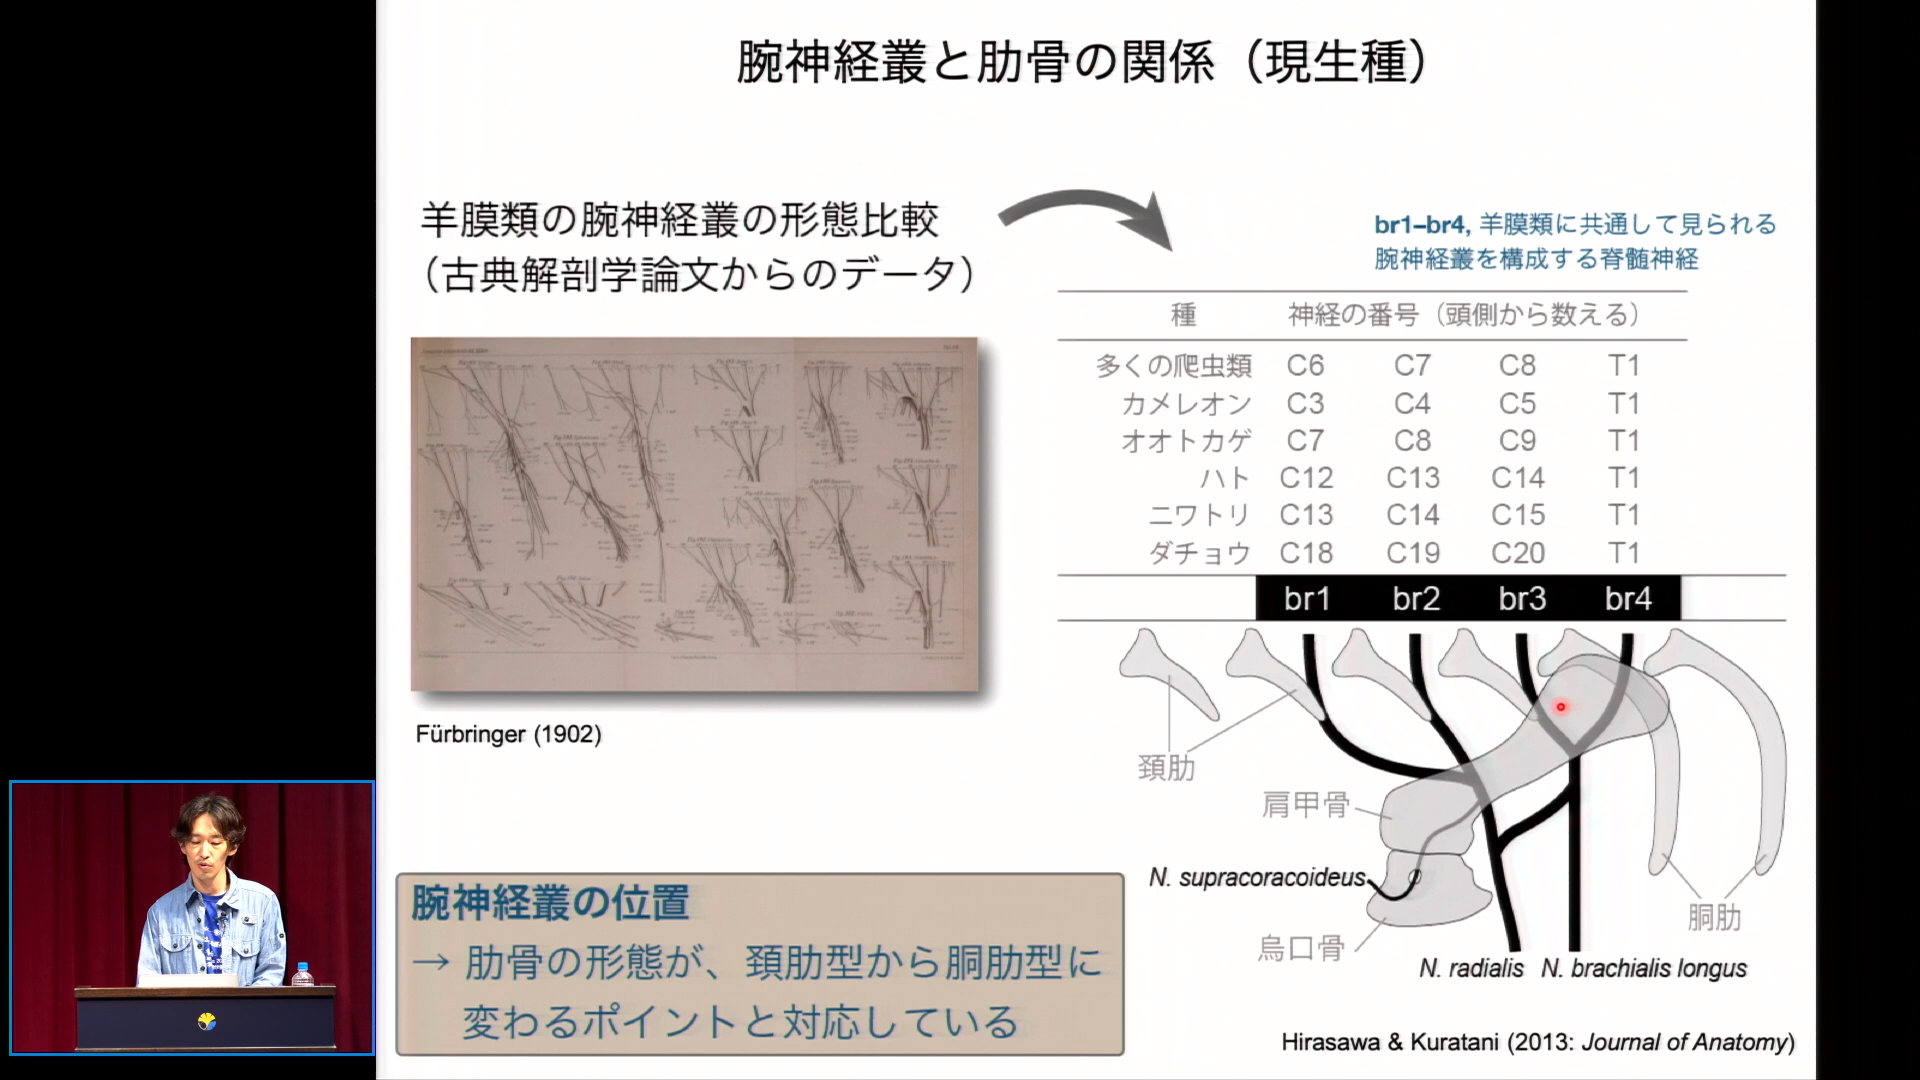 腕神経叢と肋骨の関係（現生種）
羊膜類の腕神経叢の形態比較
（古典解剖学論文からのデータ）
Fürbringer (1902)
br1–br4, 羊膜類に共通して見られる
腕神経叢を構成する脊髄神経
種 神経の番号（頭側から数える）
多くの爬虫類 C6 C7 C8 T1
カメレオン C3 C4 C5 T1
オオトカゲ C7 C8 C9 T1
ハト C12 C13 C14 T1
ニワトリ C13 C14 C15 T1
ダチョウ C18 C19 C20 T1
br1 br2 br3 br4
頚肋
肩甲骨
N. supracoracoideus
烏口骨
胴肋
N. radialis N. brachialis longus
腕神経叢の位置
→ 肋骨の形態が、頚肋型から胴肋型に
変わるポイントと対応している
Hirasawa & Kuratani (2013: Journal of Anatomy)